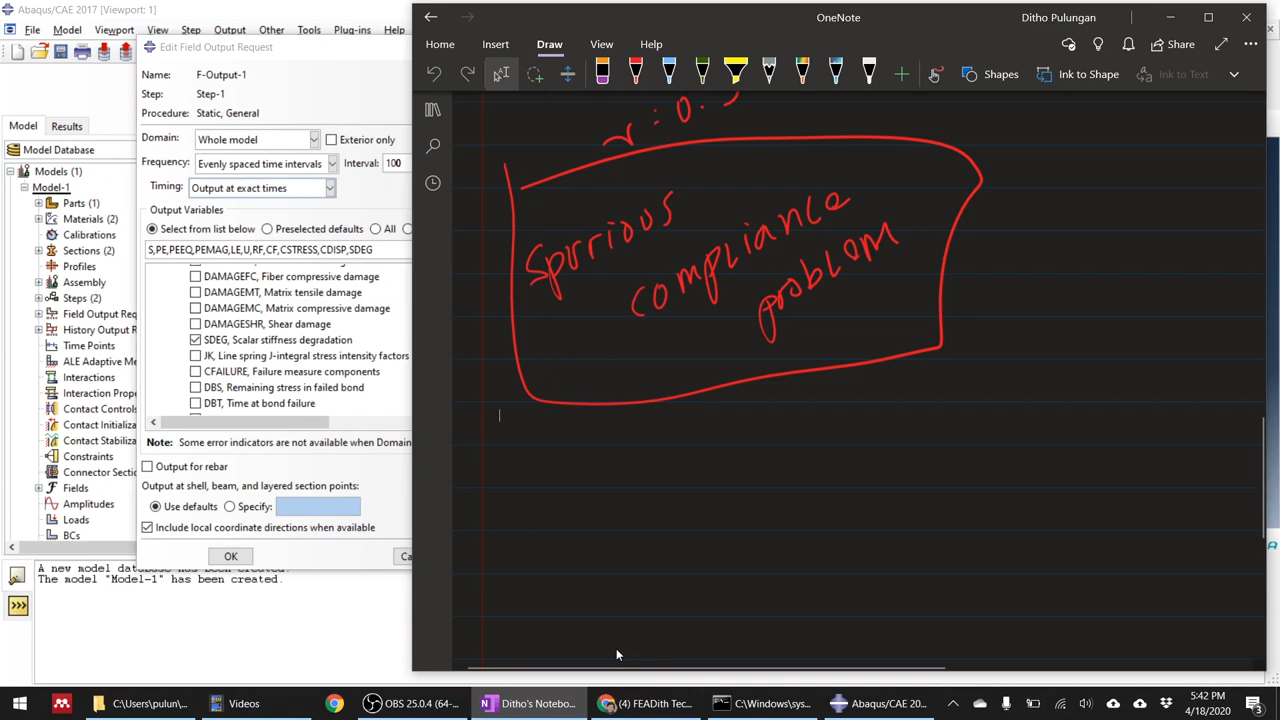 Abaqus/CAE 2017 [Viewport: 1]
File Model Viewport View Step Output Other Tools Plug-ins Help
Edit Field Output Request
Name: F-Output-1
Step: Step-1
Procedure: Static, General
Domain: Whole model Exterior only
Frequency: Evenly spaced time intervals Interval: 100
Timing: Output at exact times
Output Variables
Select from list below Preselected defaults All
S,PE,PEEQ,PEMAG,LE,U,RF,CF,CSTRESS,CDISP,SDEG
DAMAGEFC, Fiber compressive damage
DAMAGEMT, Matrix tensile damage
DAMAGEMC, Matrix compressive damage
DAMAGESHR, Shear damage
SDEG, Scalar stiffness degradation
JK, Line spring J-integral stress intensity factors
CFAILURE, Failure measure components
DBS, Remaining stress in failed bond
DBT, Time at bond failure
Note: Some error indicators are not available when Domain
Output for rebar
Output at shell, beam, and layered section points:
Use defaults Specify:
Include local coordinate directions when available
OK Ca
Model Results
Model Database
Models (1)
Model-1
Parts (1)
Materials (2)
Calibrations
Sections (2)
Profiles
Assembly
Steps (2)
Field Output Req
History Output R
Time Points
ALE Adaptive Me
Interactions
Interaction Prope
Contact Controls
Contact Initializa
Contact Stabiliza
Constraints
Connector Sectio
Fields
Amplitudes
Loads
BCs
A new model database has been created.
The model "Model-1" has been created.
OneNote
Ditho Pulungan
Home Insert Draw View Help
Share
Shapes Ink to Shape Ink to Text
Spurious
compliance
problem
C:\Users\pulun\...
Videos
OBS 25.0.4 (64-...
Ditho's Notebo...
(4) FEADith Tec...
C:\Windows\sys...
Abaqus/CAE 20...
5:42 PM
4/18/2020
3